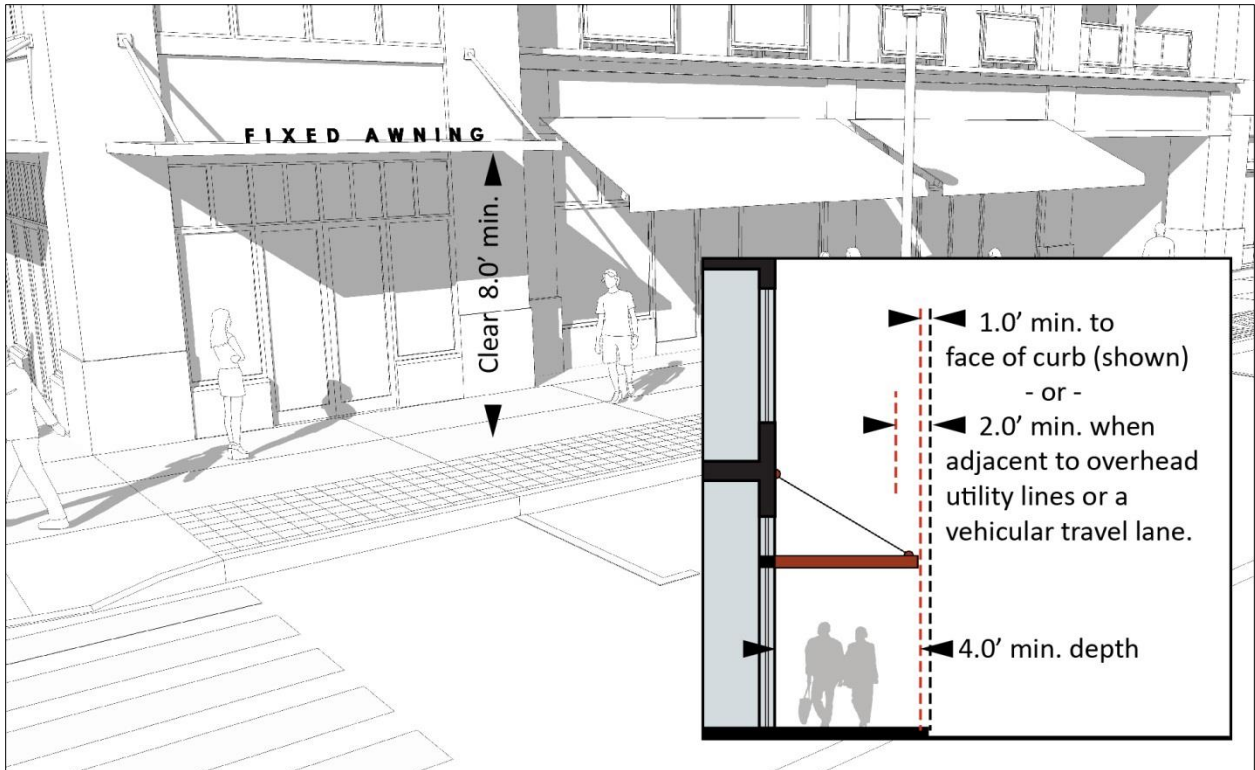 FIXED AWNING
Clear 8.0’ min.
1.0’ min. to
face of curb (shown)
- or -
2.0’ min. when
adjacent to overhead
utility lines or a
vehicular travel lane.
4.0’ min. depth